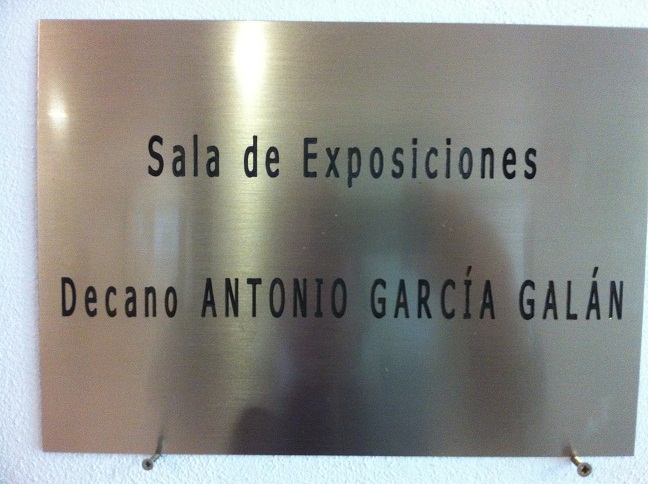 Sala de Exposiciones
Decano ANTONIO GARCÍA GALÁN